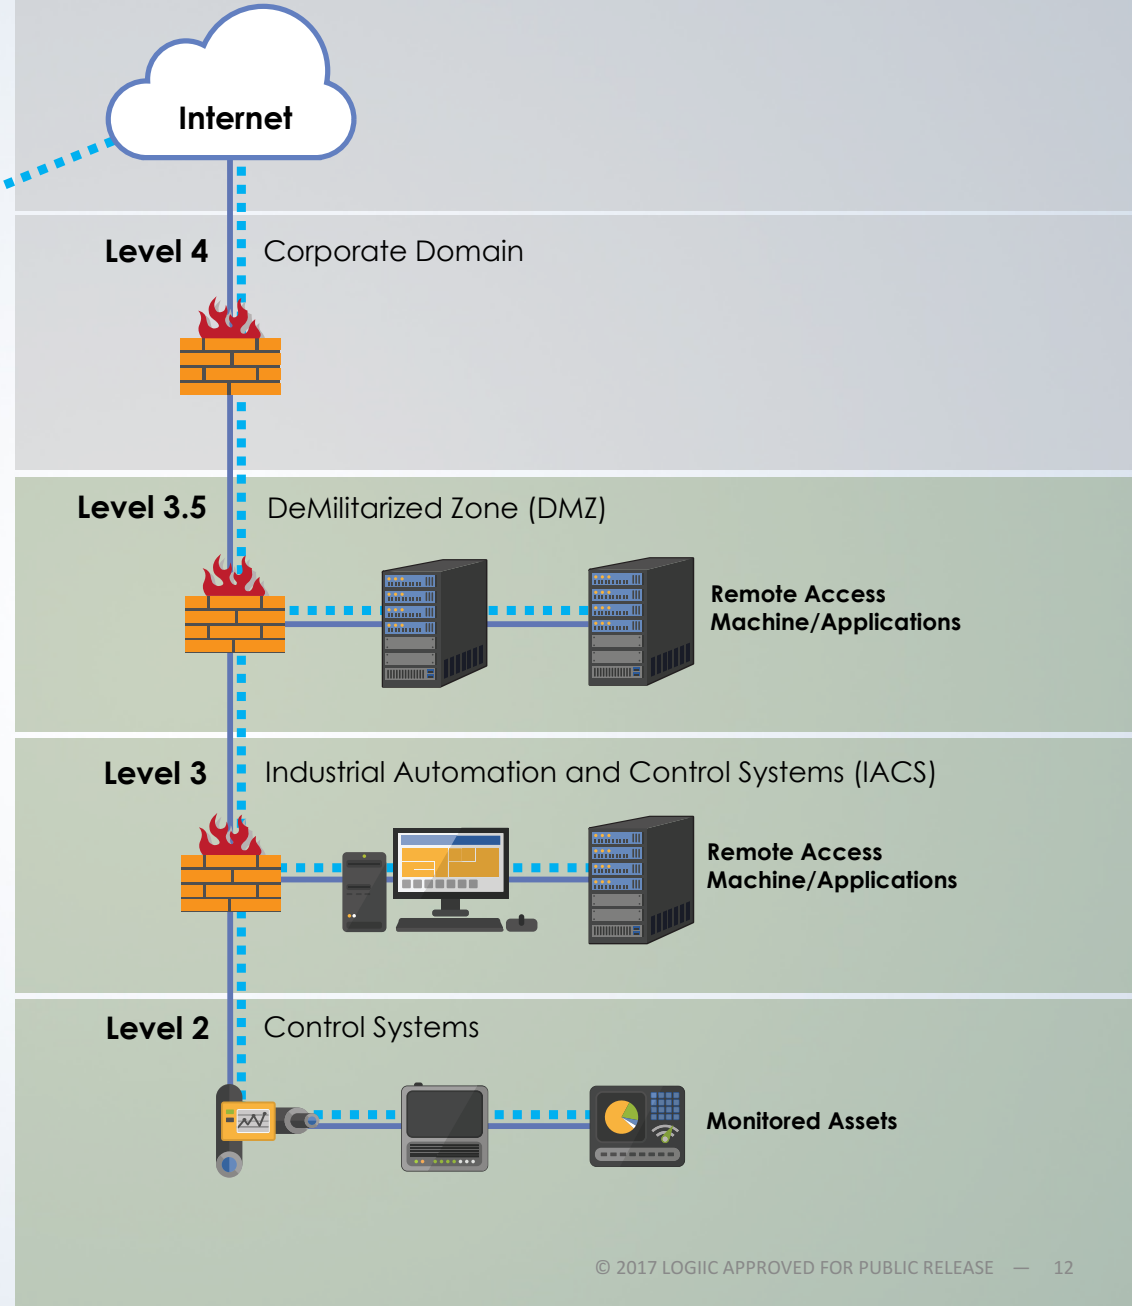 Internet
Level 4 Corporate Domain
Level 3.5 DeMilitarized Zone (DMZ)
Remote Access
Machine/Applications
Level 3 Industrial Automation and Control Systems (IACS)
Remote Access
Machine/Applications
Level 2 Control Systems
Monitored Assets
© 2017 LOGIIC APPROVED FOR PUBLIC RELEASE — 12